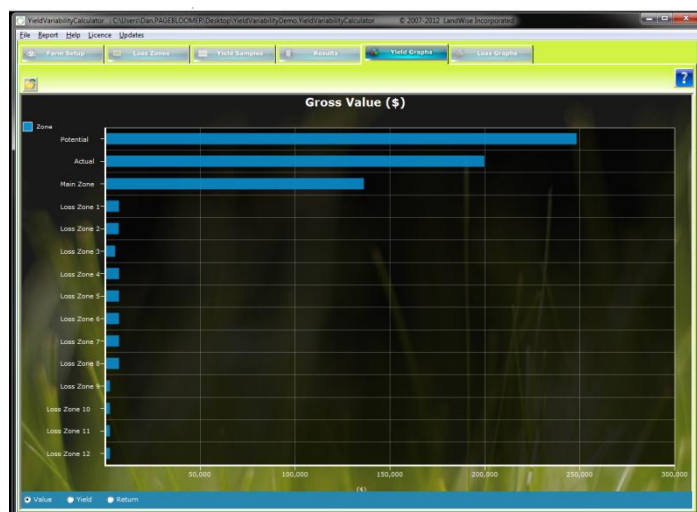 YieldVariabilityCalculator C:\Users\Dan.PAGEBLOOMER\Desktop\YieldVariabilityDemo.YieldVariabilityCalculator © 2007-2012 LandWise Incorporated
File Report Help Licence Updates
Farm Setup Loss Zones Yield Samples Results Yield Graphs Loss Graphs
?
Gross Value ($)
Zone
Potential
Actual
Main Zone
Loss Zone 1
Loss Zone 2
Loss Zone 3
Loss Zone 4
Loss Zone 5
Loss Zone 6
Loss Zone 7
Loss Zone 8
Loss Zone 9
Loss Zone 10
Loss Zone 11
Loss Zone 12
50,000 100,000 150,000 200,000 250,000 300,000
($)
Value Yield Return